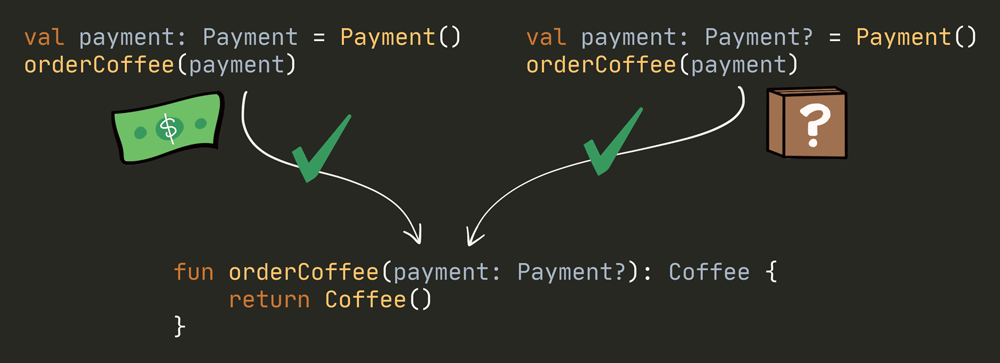 val payment: Payment = Payment()
orderCoffee(payment)
val payment: Payment? = Payment()
orderCoffee(payment)
$
?
fun orderCoffee(payment: Payment?): Coffee {
    return Coffee()
}